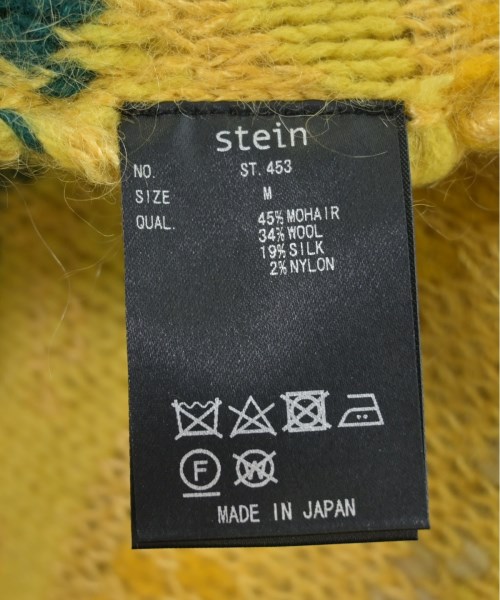 stein
NO. ST.453
SIZE M
QUAL. 45% MOHAIR
34% WOOL
19% SILK
2% NYLON
F W
MADE IN JAPAN